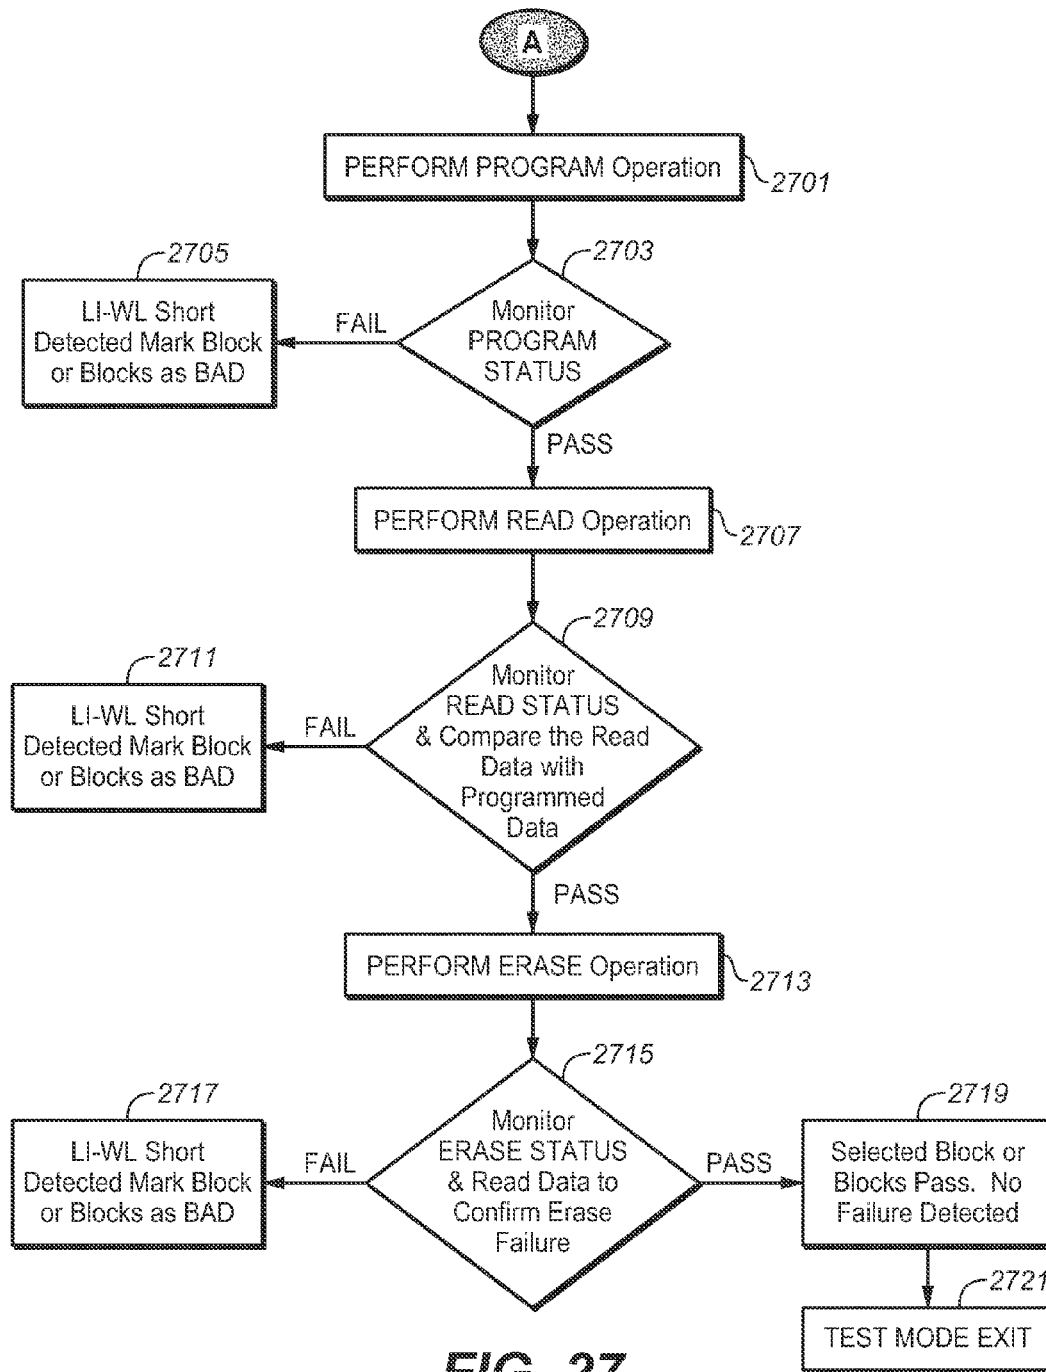 A
PERFORM PROGRAM Operation
2701
2703
Monitor
PROGRAM
STATUS
FAIL
2705
LI-WL Short
Detected Mark Block
or Blocks as BAD
PASS
PERFORM READ Operation
2707
2709
Monitor
READ STATUS
& Compare the Read
Data with
Programmed
Data
FAIL
2711
LI-WL Short
Detected Mark Block
or Blocks as BAD
PASS
PERFORM ERASE Operation
2713
2715
Monitor
ERASE STATUS
& Read Data to
Confirm Erase
Failure
FAIL
2717
LI-WL Short
Detected Mark Block
or Blocks as BAD
PASS
2719
Selected Block or
Blocks Pass. No
Failure Detected
2721
TEST MODE EXIT
FIG. 27